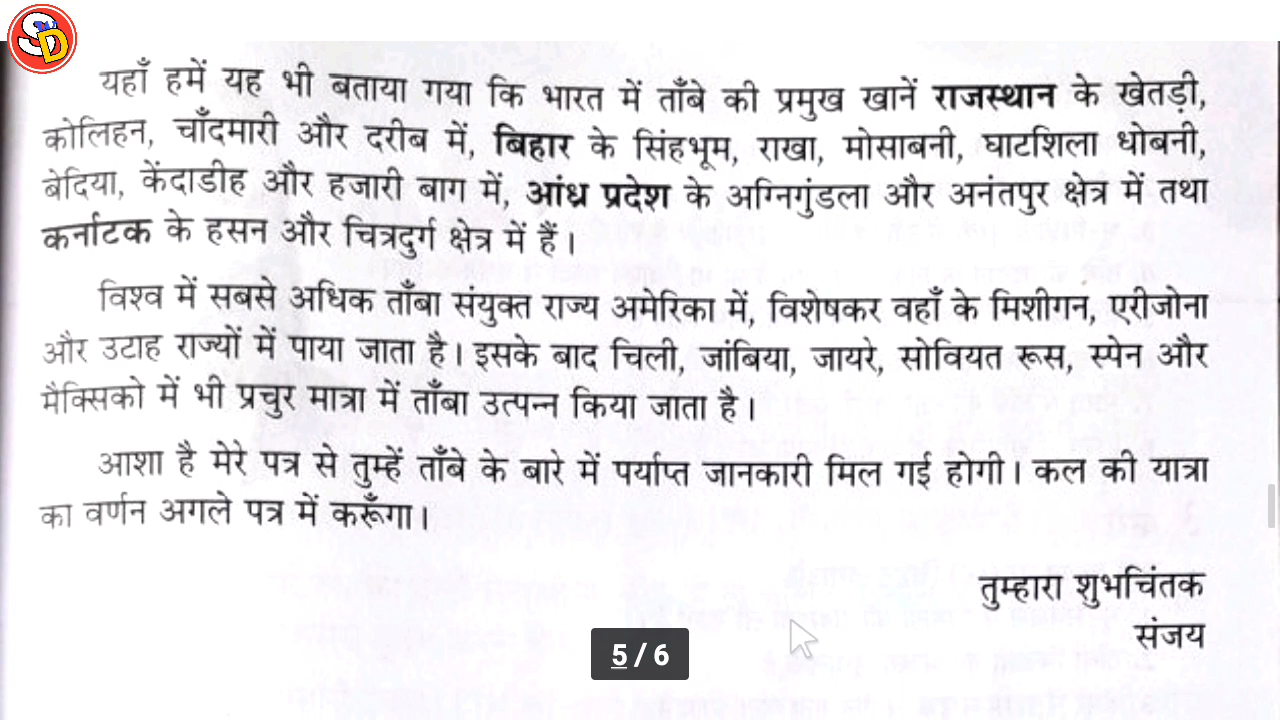 SD
यहाँ हमें यह भी बताया गया कि भारत में ताँबे की प्रमुख खानें राजस्थान के खेतड़ी,
कोलिहन, चाँदमारी और दरीब में, बिहार के सिंहभूम, राखा, मोसाबनी, घाटशिला धोबनी,
बेदिया, केंदाडीह और हजारी बाग में, आंध्र प्रदेश के अग्निगुंडला और अनंतपुर क्षेत्र में तथा
कर्नाटक के हसन और चित्रदुर्ग क्षेत्र में हैं।
विश्व में सबसे अधिक ताँबा संयुक्त राज्य अमेरिका में, विशेषकर वहाँ के मिशीगन, एरीजोना
और उटाह राज्यों में पाया जाता है। इसके बाद चिली, जांबिया, जायरे, सोवियत रूस, स्पेन और
मैक्सिको में भी प्रचुर मात्रा में ताँबा उत्पन्न किया जाता है।
आशा है मेरे पत्र से तुम्हें ताँबे के बारे में पर्याप्त जानकारी मिल गई होगी। कल की यात्रा
का वर्णन अगले पत्र में करूँगा।
तुम्हारा शुभचिंतक
संजय
5 / 6